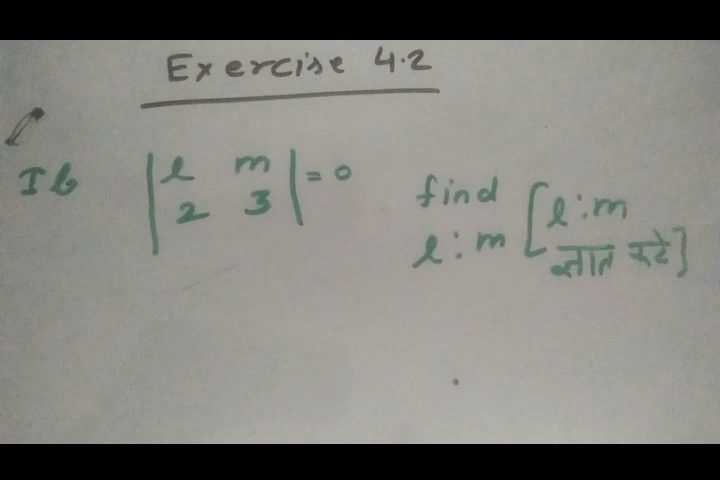 Exercise 4.2
If | l m | = 0 find [ l : m
| 2 3 | l : m ज्ञात करे ]